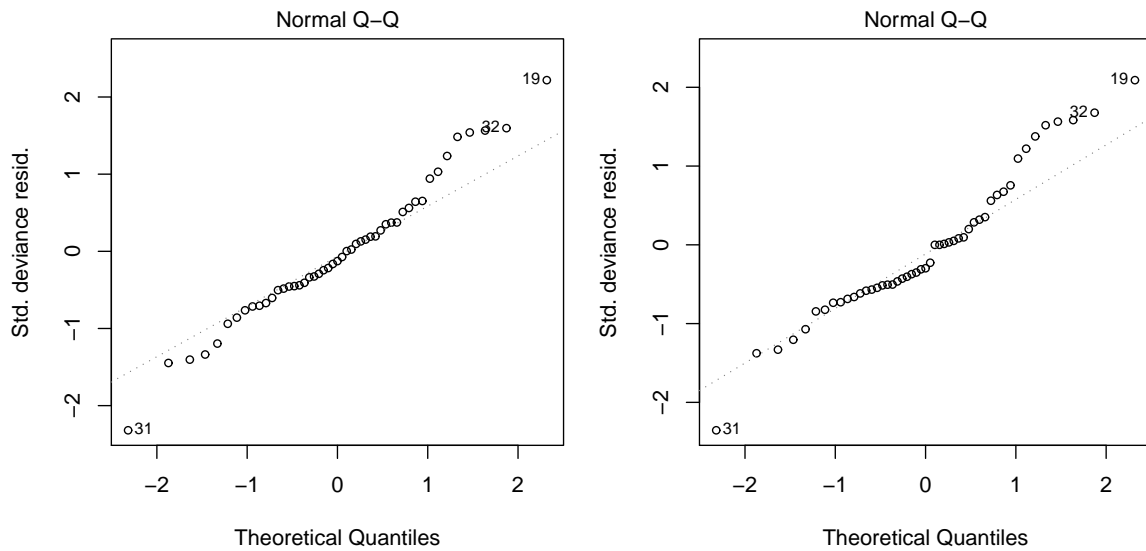 Normal Q−Q
Std. deviance resid.
2
1
0
−1
−2
19
32
31
−2 −1 0 1 2
Theoretical Quantiles
Normal Q−Q
Std. deviance resid.
2
1
0
−1
−2
19
32
31
−2 −1 0 1 2
Theoretical Quantiles